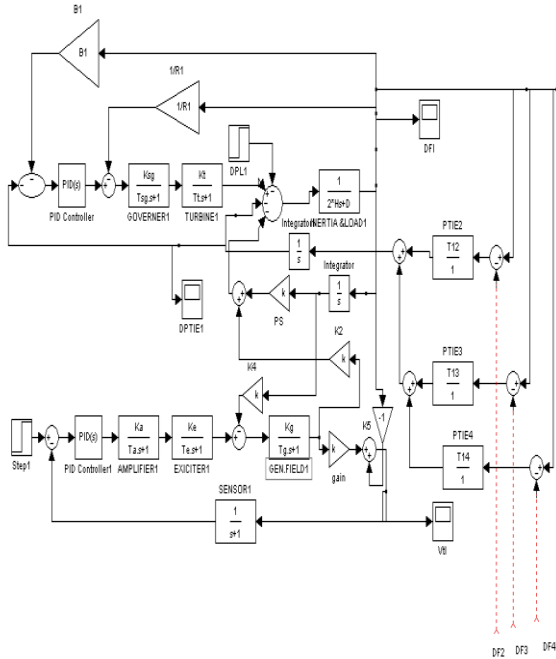 B1
B1
1/R1
1/R1
DPL1
DFI
PID(s)
PID Controller
Ksg
Tsg.s+1
GOVERNER1
Kt
Tt.s+1
TURBINE1
1
2*Hs+D
INERTIA &LOAD1
Integrator
1
s
PTIE2
T12
1
DPTIE1
k
PS
Integrator
1
s
K2
k
K4
k
PTIE3
T13
1
Step1
PID(s)
PID Controller1
Ka
Ta.s+1
AMPLIFIER1
Ke
Te.s+1
EXICITER1
Kg
Tg.s+1
GEN.FIELD1
k
gain
K5
-1
PTIE4
T14
1
SENSOR1
1
s+1
DF2
DF3
DF4